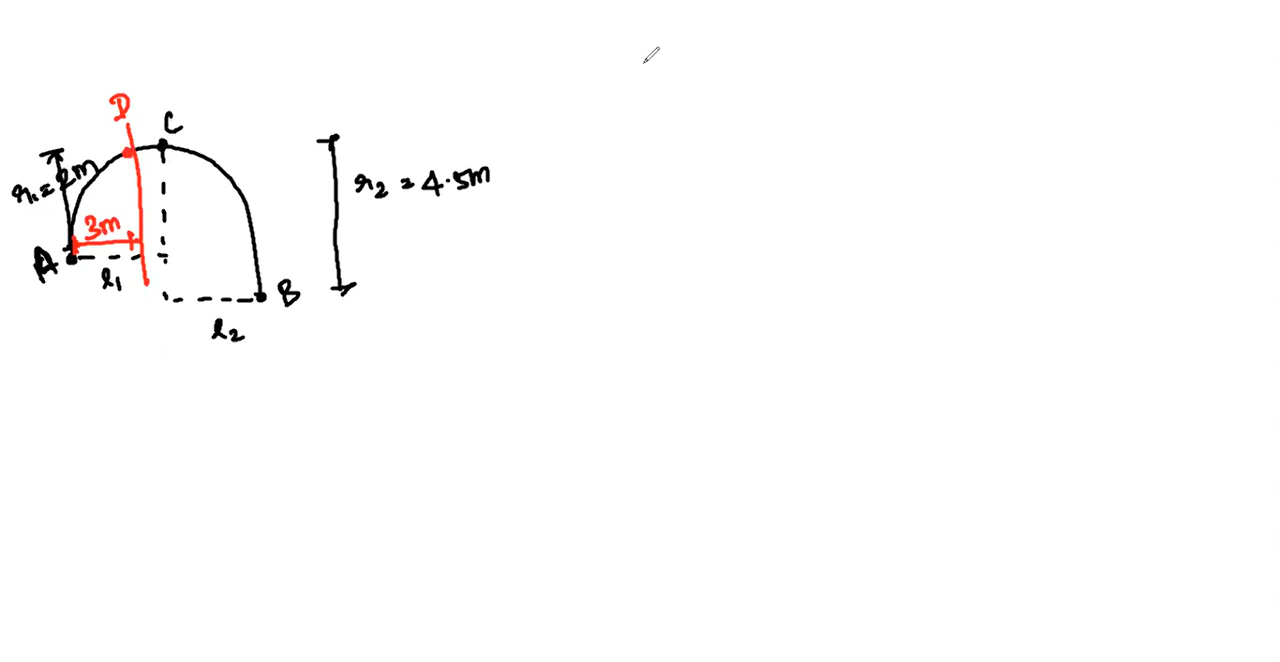 D
C
r₁ = 2m
r₂ = 4.5m
3m
A
l₁
B
l₂